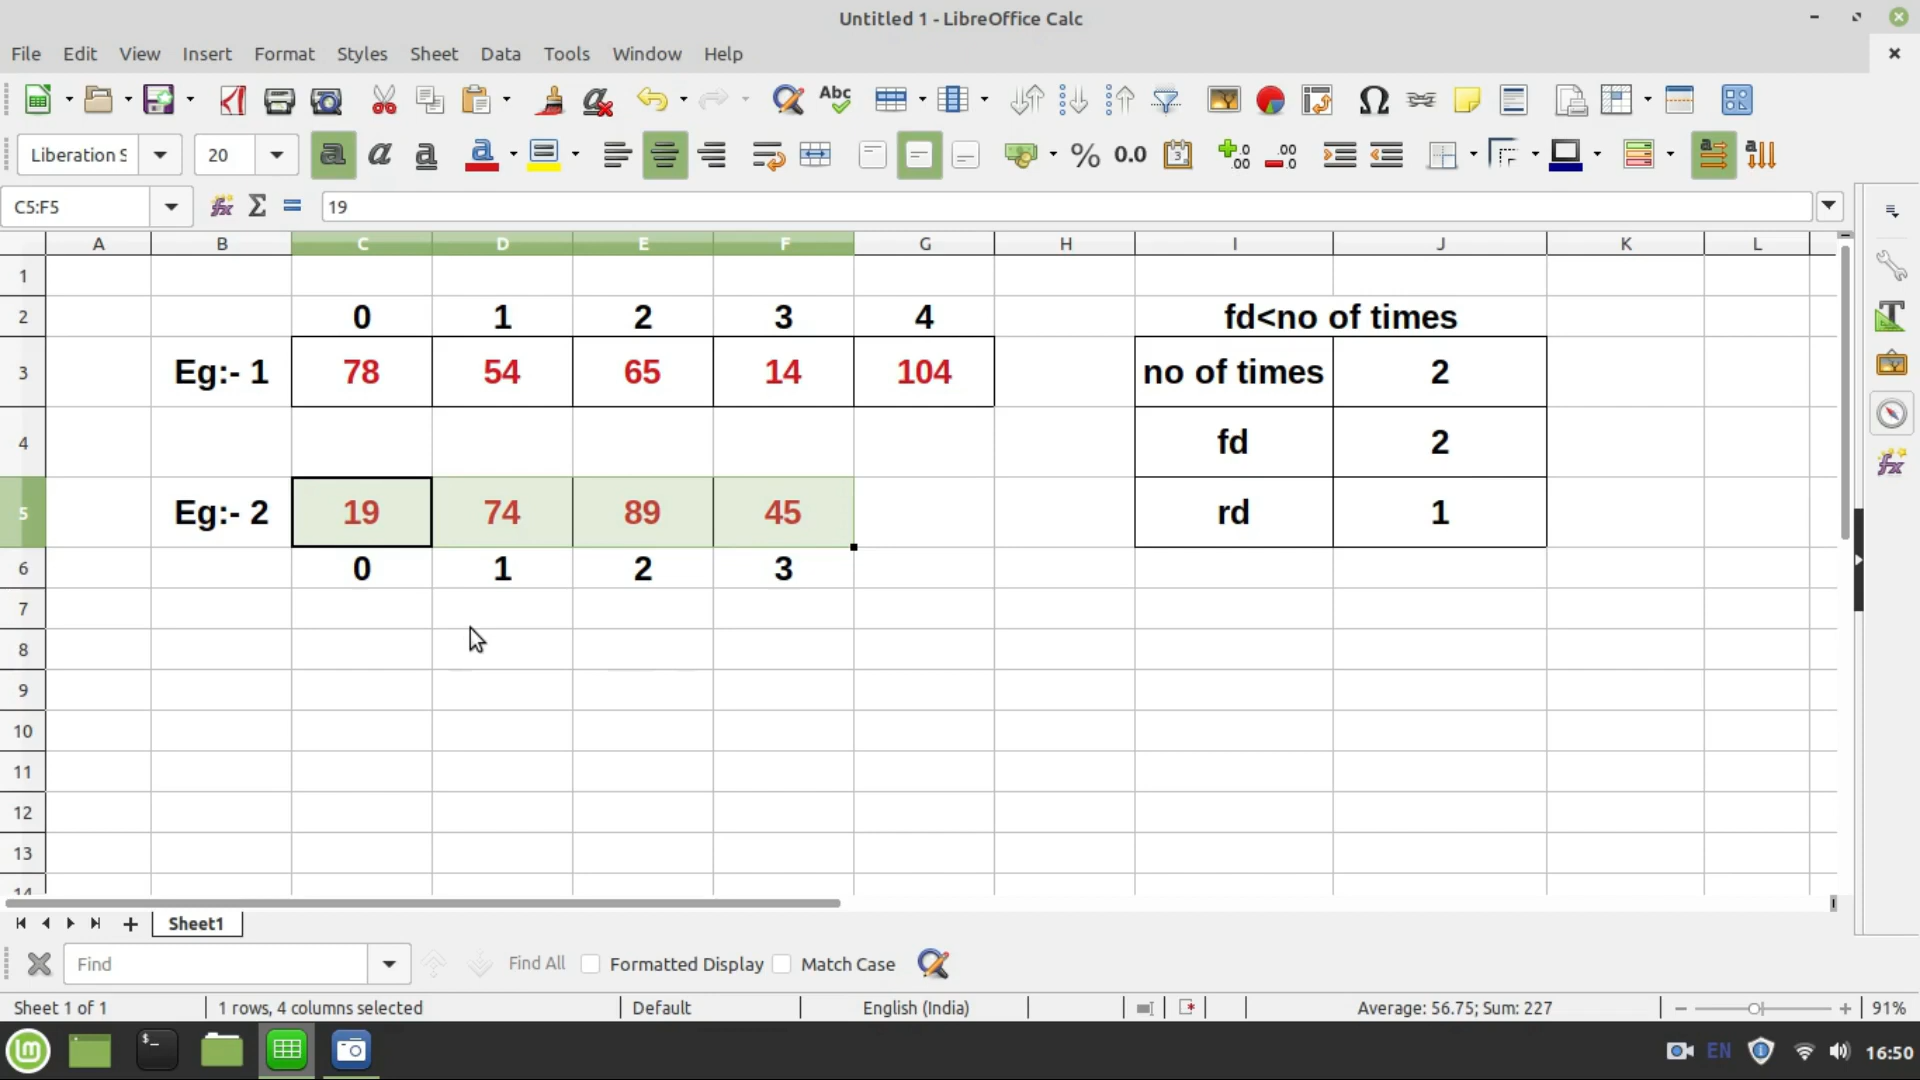 Untitled 1 - LibreOffice Calc
File Edit View Insert Format Styles Sheet Data Tools Window Help
Liberation S 20
C5:F5 19
A B C D E F G H I J K L
1
2 0 1 2 3 4 fd<no of times
3 Eg:- 1 78 54 65 14 104 no of times 2
4 fd 2
5 Eg:- 2 19 74 89 45 rd 1
6 0 1 2 3
7
8
9
10
11
12
13
14
Sheet1
Find Find All Formatted Display Match Case
Sheet 1 of 1 1 rows, 4 columns selected Default English (India) Average: 56.75; Sum: 227 91%
EN 16:50